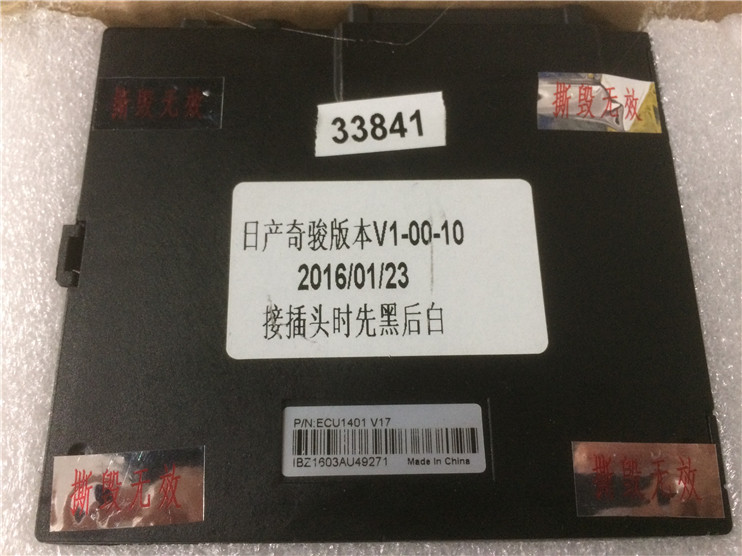 撕毁无效
撕毁无效
33841
日产奇骏版本V1-00-10
2016/01/23
接插头时先黑后白
P/N:ECU1401 V17
IBZ1603AU49271 Made In China
撕毁无效
撕毁无效